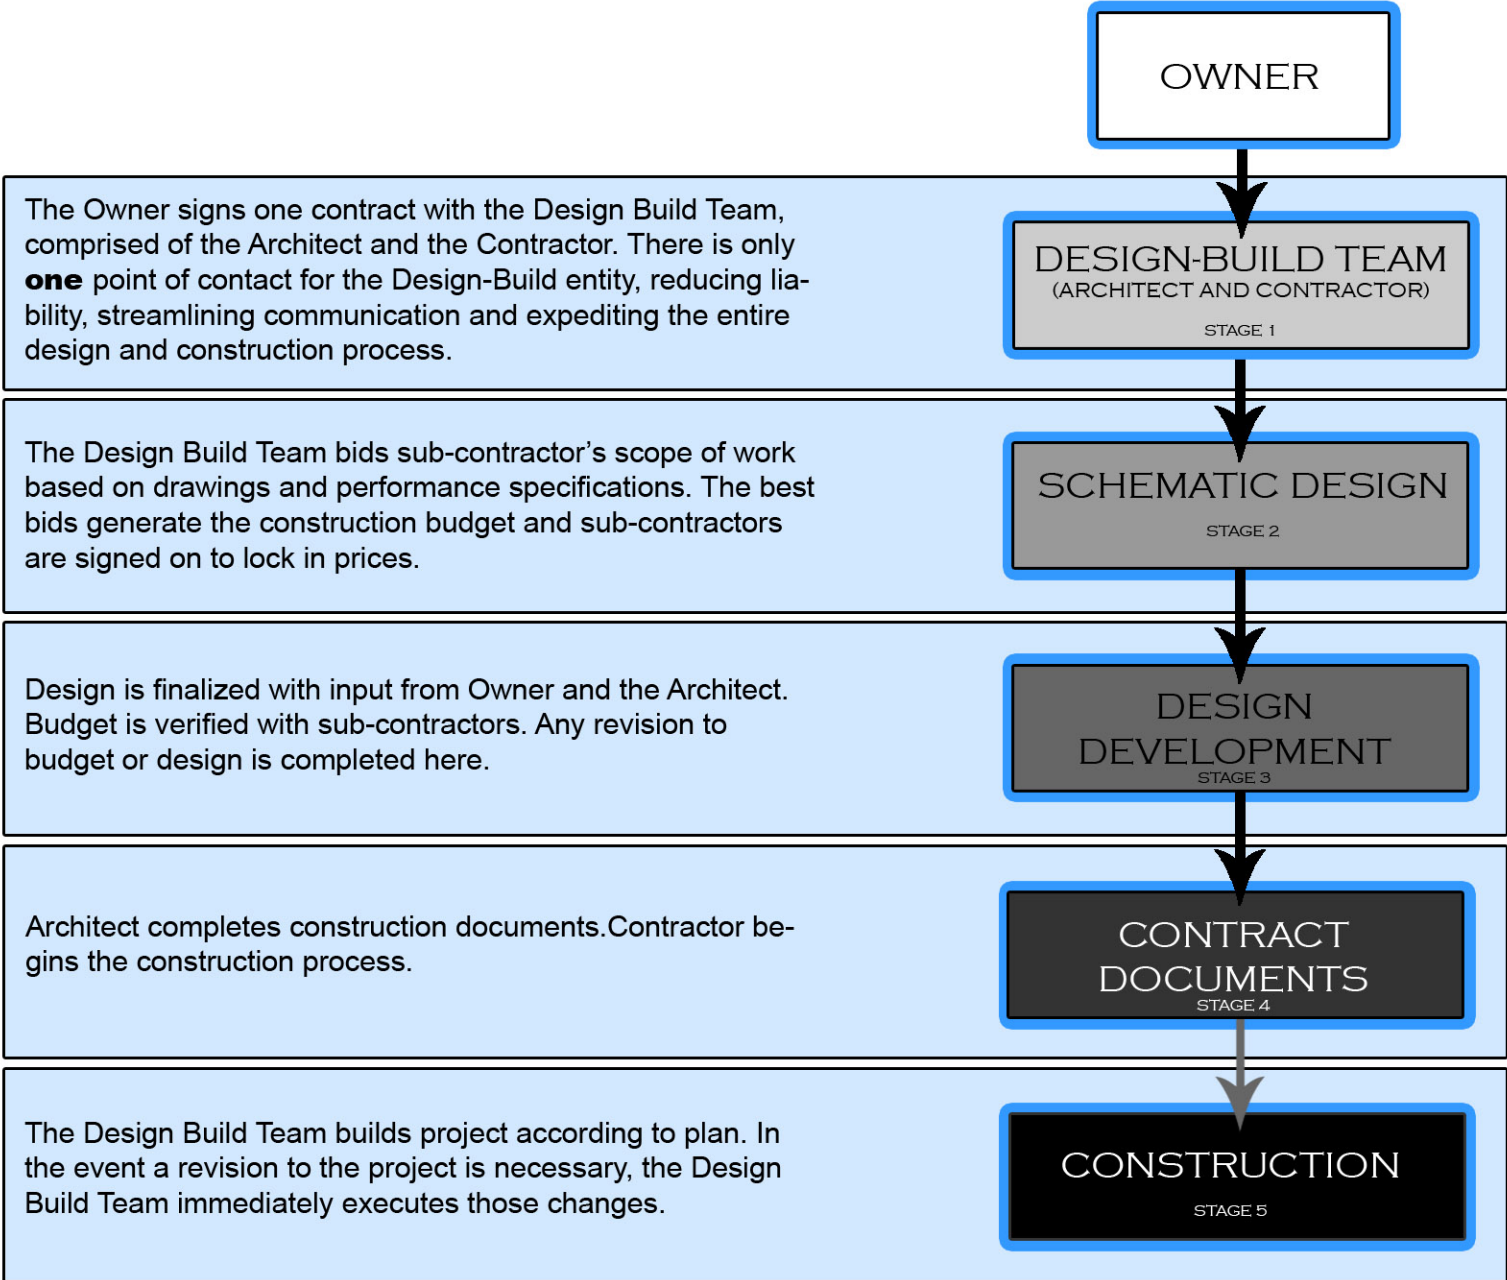 OWNER
The Owner signs one contract with the Design Build Team,
comprised of the Architect and the Contractor. There is only
one point of contact for the Design-Build entity, reducing lia-
bility, streamlining communication and expediting the entire
design and construction process.
DESIGN-BUILD TEAM
(ARCHITECT AND CONTRACTOR)
STAGE 1
The Design Build Team bids sub-contractor’s scope of work
based on drawings and performance specifications. The best
bids generate the construction budget and sub-contractors
are signed on to lock in prices.
SCHEMATIC DESIGN
STAGE 2
Design is finalized with input from Owner and the Architect.
Budget is verified with sub-contractors. Any revision to
budget or design is completed here.
DESIGN
DEVELOPMENT
STAGE 3
Architect completes construction documents.Contractor be-
gins the construction process.
CONTRACT
DOCUMENTS
STAGE 4
The Design Build Team builds project according to plan. In
the event a revision to the project is necessary, the Design
Build Team immediately executes those changes.
CONSTRUCTION
STAGE 5